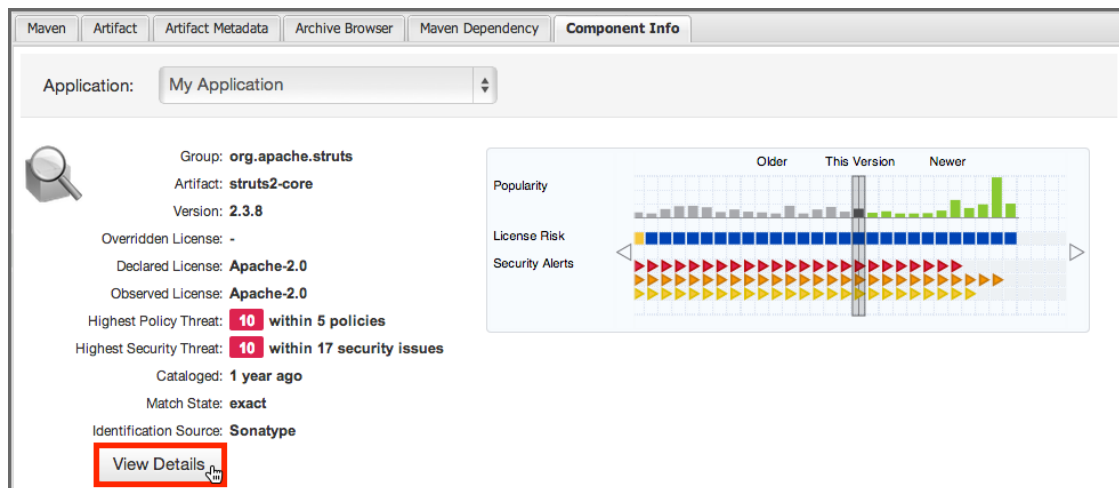 Maven Artifact Artifact Metadata Archive Browser Maven Dependency Component Info
Application: My Application
Group: org.apache.struts
Artifact: struts2-core
Version: 2.3.8
Overridden License: -
Declared License: Apache-2.0
Observed License: Apache-2.0
Highest Policy Threat: 10 within 5 policies
Highest Security Threat: 10 within 17 security issues
Cataloged: 1 year ago
Match State: exact
Identification Source: Sonatype
View Details
Older This Version Newer
Popularity
License Risk
Security Alerts